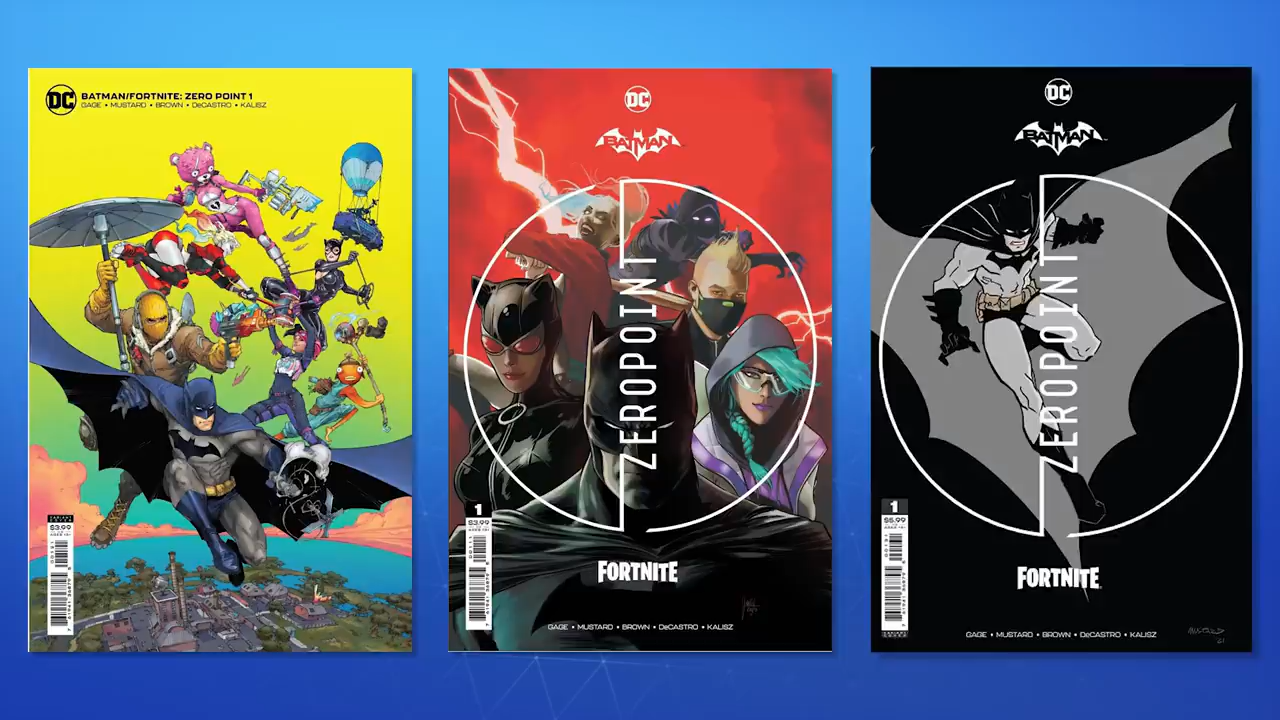 DC
BATMAN/FORTNITE: ZERO POINT 1
GAGE • MUSTARD • BROWN • DeCASTRO • KALISZ
$3.99
DC
BATMAN
ZEROPOINT
1
$3.99
FORTNITE
GAGE • MUSTARD • BROWN • DeCASTRO • KALISZ
DC
BATMAN
ZEROPOINT
1
$5.99
FORTNITE
GAGE • MUSTARD • BROWN • DeCASTRO • KALISZ